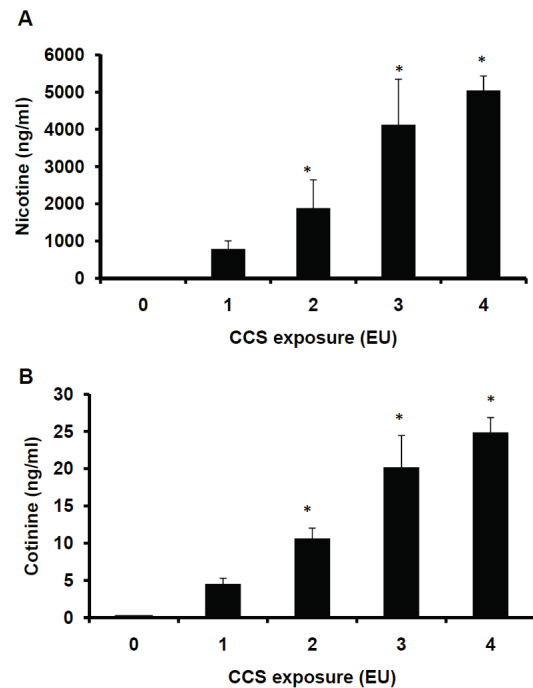 A
6000
5000
4000
3000
2000
1000
0
Nicotine (ng/ml)
* * *
0 1 2 3 4
CCS exposure (EU)
B
30
25
20
15
10
5
0
Cotinine (ng/ml)
* * *
0 1 2 3 4
CCS exposure (EU)